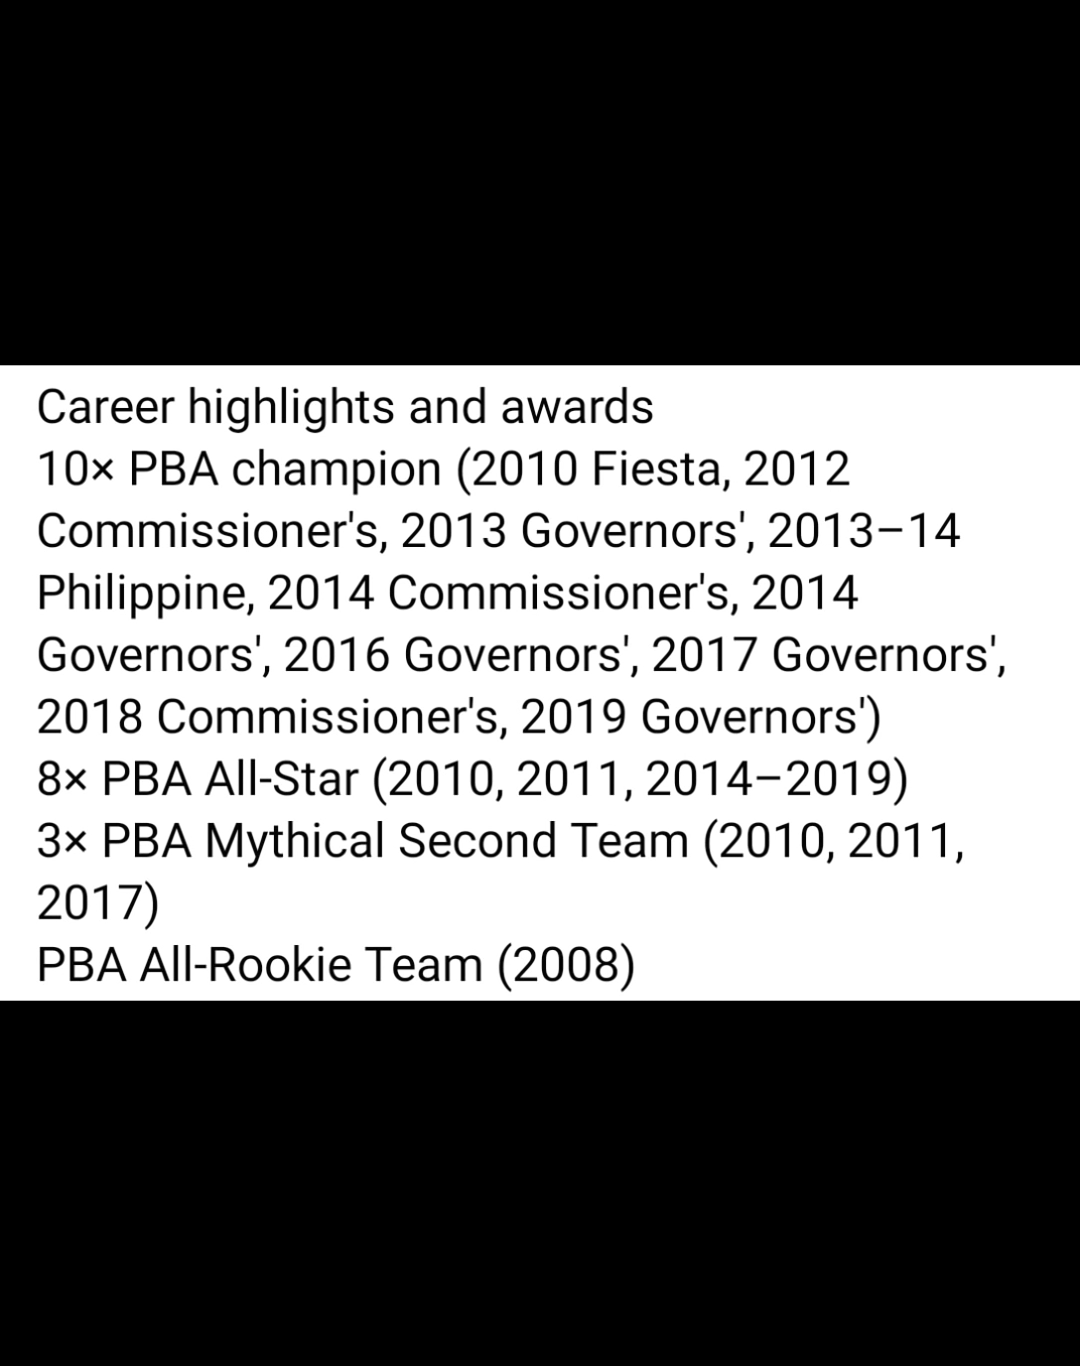 Career highlights and awards
10× PBA champion (2010 Fiesta, 2012
Commissioner's, 2013 Governors', 2013–14
Philippine, 2014 Commissioner's, 2014
Governors', 2016 Governors', 2017 Governors',
2018 Commissioner's, 2019 Governors')
8× PBA All-Star (2010, 2011, 2014–2019)
3× PBA Mythical Second Team (2010, 2011,
2017)
PBA All-Rookie Team (2008)